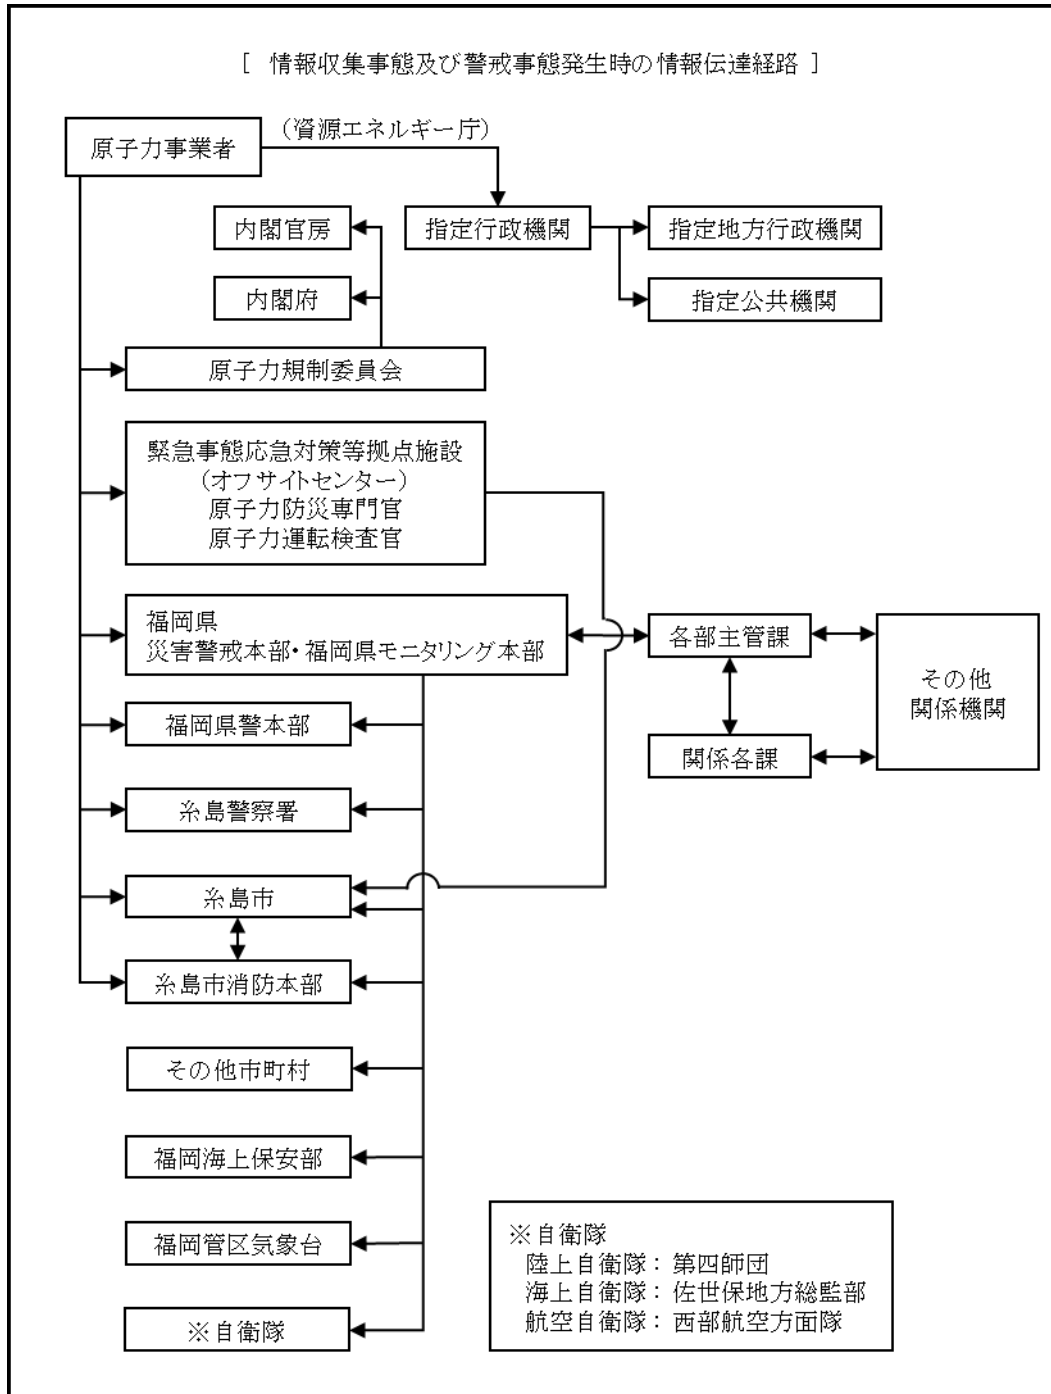 [ 情報収集事態及び警戒事態発生時の情報伝達経路 ]
原子力事業者
(資源エネルギー庁)
内閣官房
指定行政機関
指定地方行政機関
内閣府
指定公共機関
原子力規制委員会
緊急事態応急対策等拠点施設
(オフサイトセンター)
原子力防災専門官
原子力運転検査官
福岡県
災害警戒本部・福岡県モニタリング本部
各部主管課
その他
関係機関
福岡県警本部
関係各課
糸島警察署
糸島市
糸島市消防本部
その他市町村
福岡海上保安部
福岡管区気象台
※自衛隊
※自衛隊
陸上自衛隊：第四師団
海上自衛隊：佐世保地方総監部
航空自衛隊：西部航空方面隊